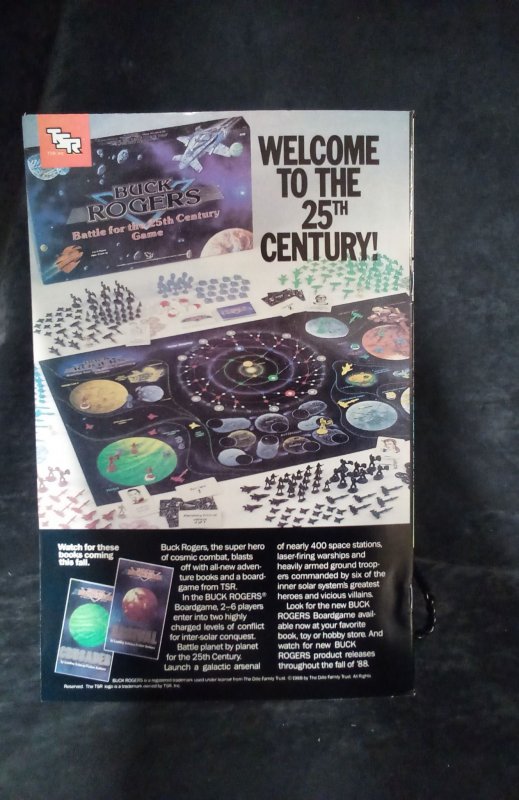 TSR
TSR, Inc.
WELCOME
TO THE
25TH
CENTURY!
BUCK
ROGERS
Battle for the 25th Century
Game
Watch for these
books coming
this fall.
Buck Rogers, the super hero
of cosmic combat, blasts
off with all-new adven-
ture books and a board-
game from TSR.
In the BUCK ROGERS®
Boardgame, 2–6 players
enter into two highly
charged levels of conflict
for inter-solar conquest.
Battle planet by planet
for the 25th Century.
Launch a galactic arsenal
of nearly 400 space stations,
laser-firing warships and
heavily armed ground troop-
ers commanded by six of the
inner solar system's greatest
heroes and vicious villains.
Look for the new BUCK
ROGERS Boardgame avail-
able now at your favorite
book, toy or hobby store. And
watch for new BUCK
ROGERS product releases
throughout the fall of '88.
BUCK ROGERS is a registered trademark used under license from The Dille Family Trust. © 1988 by The Dille Family Trust. All Rights
Reserved. The TSR logo is a trademark owned by TSR, Inc.